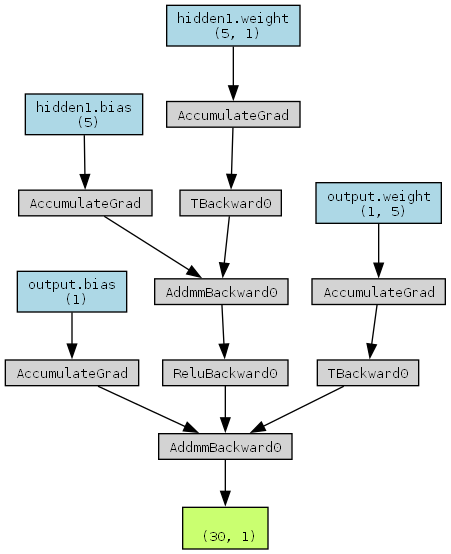 hidden1.weight
(5, 1)
hidden1.bias
(5)
AccumulateGrad
AccumulateGrad
TBackward0
output.weight
(1, 5)
output.bias
(1)
AddmmBackward0
AccumulateGrad
AccumulateGrad
ReluBackward0
TBackward0
AddmmBackward0
(30, 1)